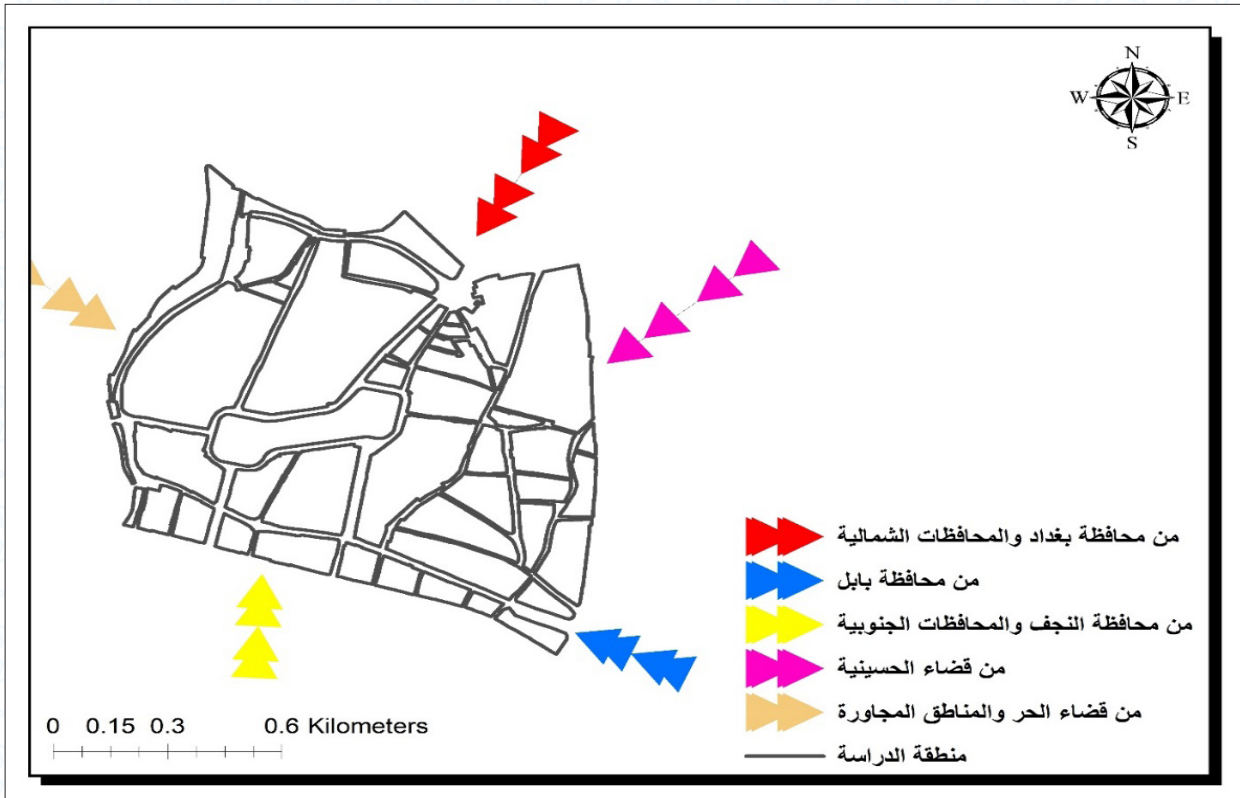 N
W E
S
من محافظة بغداد والمحافظات الشمالية
من محافظة بابل
من محافظة النجف والمحافظات الجنوبية
من قضاء الحسينية
من قضاء الحر والمناطق المجاورة
منطقة الدراسة
0 0.15 0.3 0.6 Kilometers